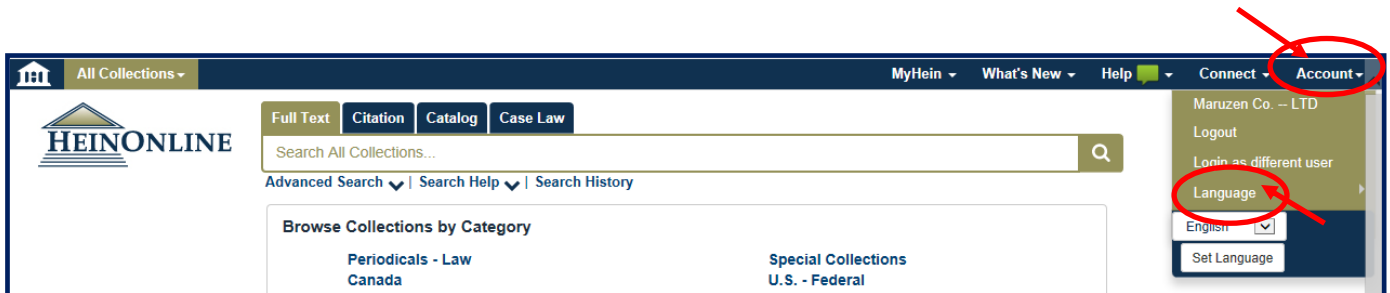 All Collections MyHein What's New Help Connect Account
Maruzen Co. -- LTD
Logout
Login as different user
Language
English
Set Language
HEINONLINE
Full Text Citation Catalog Case Law
Search All Collections...
Advanced Search | Search Help | Search History
Browse Collections by Category
Periodicals - Law Special Collections
Canada U.S. - Federal